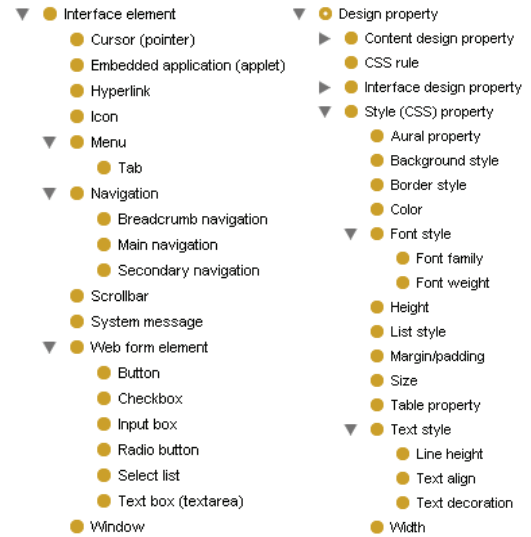 Interface element
Cursor (pointer)
Embedded application (applet)
Hyperlink
Icon
Menu
Tab
Navigation
Breadcrumb navigation
Main navigation
Secondary navigation
Scrollbar
System message
Web form element
Button
Checkbox
Input box
Radio button
Select list
Text box (textarea)
Window
Design property
Content design property
CSS rule
Interface design property
Style (CSS) property
Aural property
Background style
Border style
Color
Font style
Font family
Font weight
Height
List style
Margin/padding
Size
Table property
Text style
Line height
Text align
Text decoration
Width